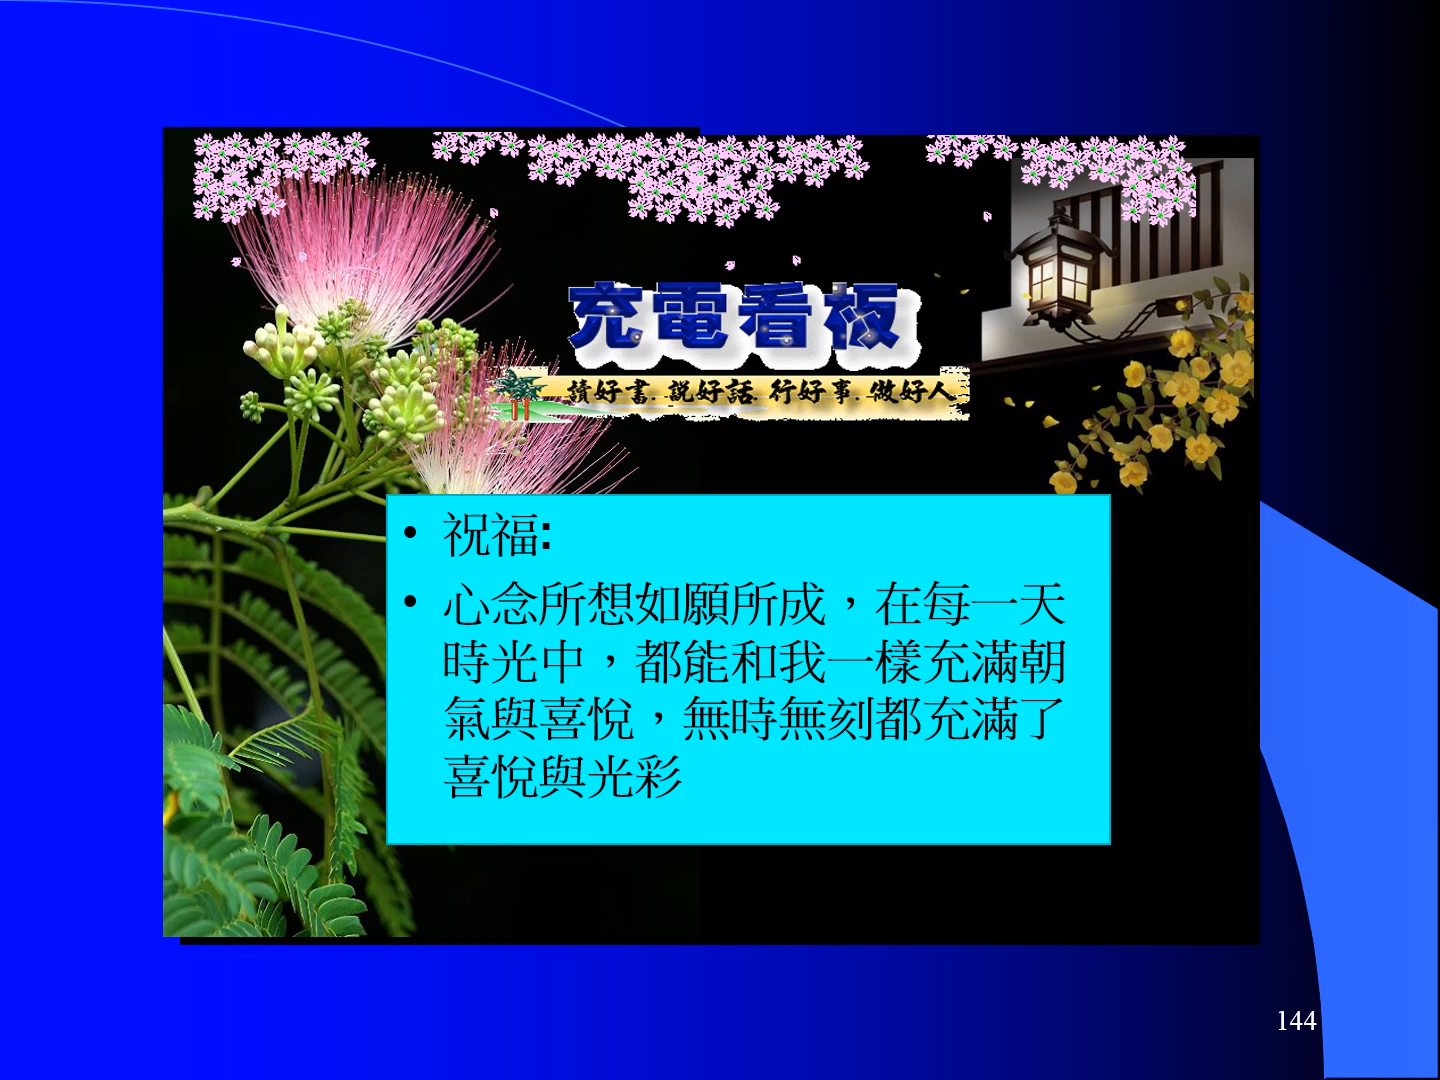 充電看板
讀好書.說好話.行好事.做好人
• 祝福:
• 心念所想如願所成，在每一天
時光中，都能和我一樣充滿朝
氣與喜悅，無時無刻都充滿了
喜悅與光彩
144